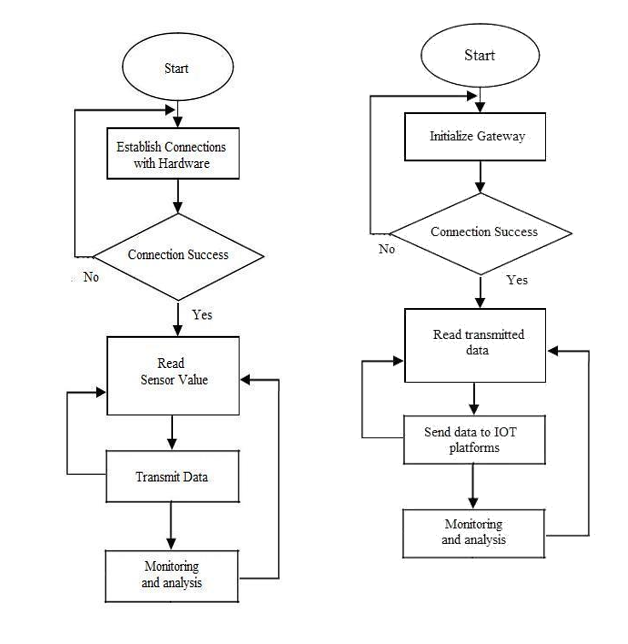 Start
Establish Connections
with Hardware
Connection Success
No
Yes
Read
Sensor Value
Transmit Data
Monitoring
and analysis
Start
Initialize Gateway
Connection Success
No
Yes
Read transmitted
data
Send data to IOT
platforms
Monitoring
and analysis